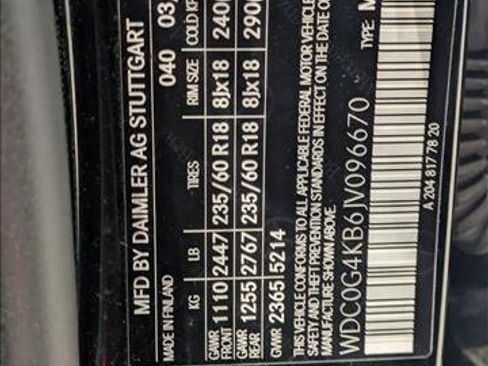 MFD BY DAIMLER AG STUTTGART
MADE IN FINLAND 040 03
KG LB TIRES RIM SIZE COLD KP
GAWR FRONT 1110 2447 235/60 R18 8Jx18 240
GAWR REAR 1255 2767 235/60 R18 8Jx18 290
GVWR 2365 5214
THIS VEHICLE CONFORMS TO ALL APPLICABLE FEDERAL MOTOR VEHICLE
SAFETY AND THEFT PREVENTION STANDARDS IN EFFECT ON THE DATE O
MANUFACTURE SHOWN ABOVE.
WDC0G4KB6JV096670 TYPE: M
A 204 817 78 20